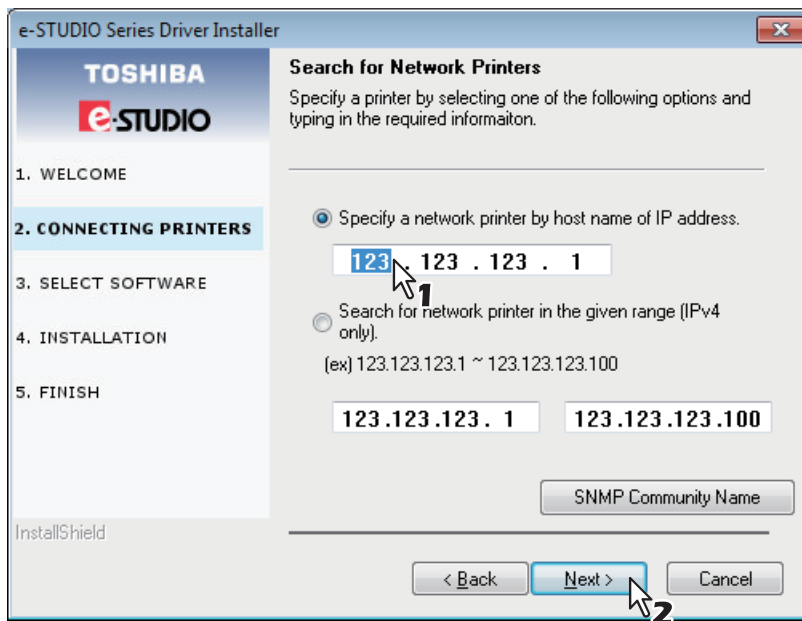 e-STUDIO Series Driver Installer
TOSHIBA
e-STUDIO
1. WELCOME
2. CONNECTING PRINTERS
3. SELECT SOFTWARE
4. INSTALLATION
5. FINISH
InstallShield
Search for Network Printers
Specify a printer by selecting one of the following options and
typing in the required informaiton.
Specify a network printer by host name of IP address.
123 . 123 . 123 . 1
1
Search for network printer in the given range (IPv4
only).
(ex) 123.123.123.1 ~ 123.123.123.100
123.123.123. 1 123.123.123.100
SNMP Community Name
< Back Next > Cancel
2